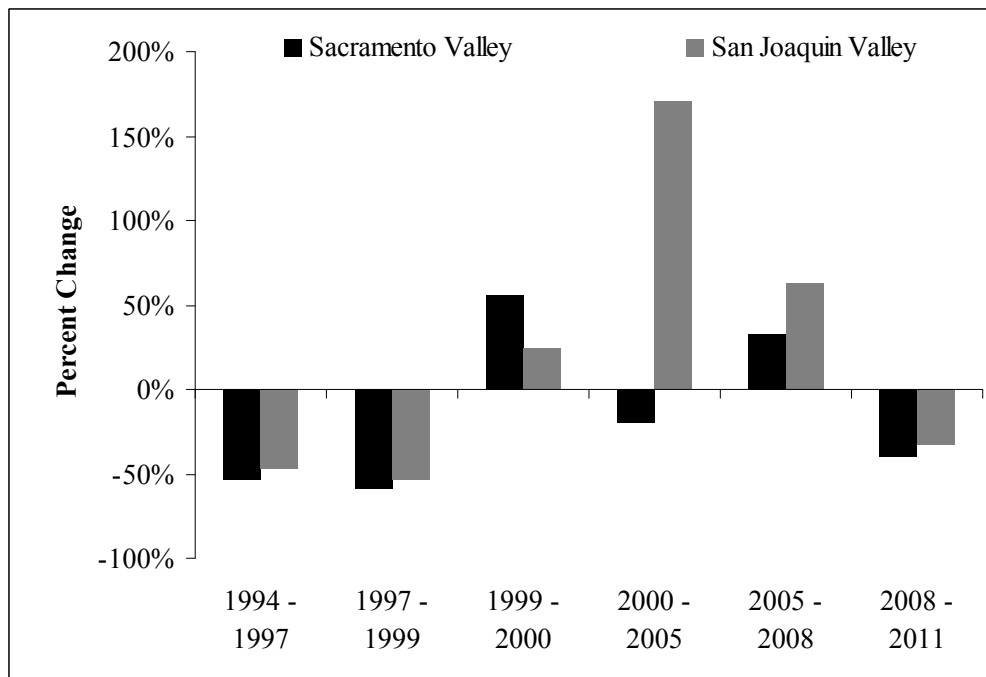 Sacramento Valley San Joaquin Valley
200%
150%
100%
50%
0%
-50%
-100%
Percent Change
1994 - 1997 - 1999 - 2000 - 2005 - 2008 -
1997 1999 2000 2005 2008 2011